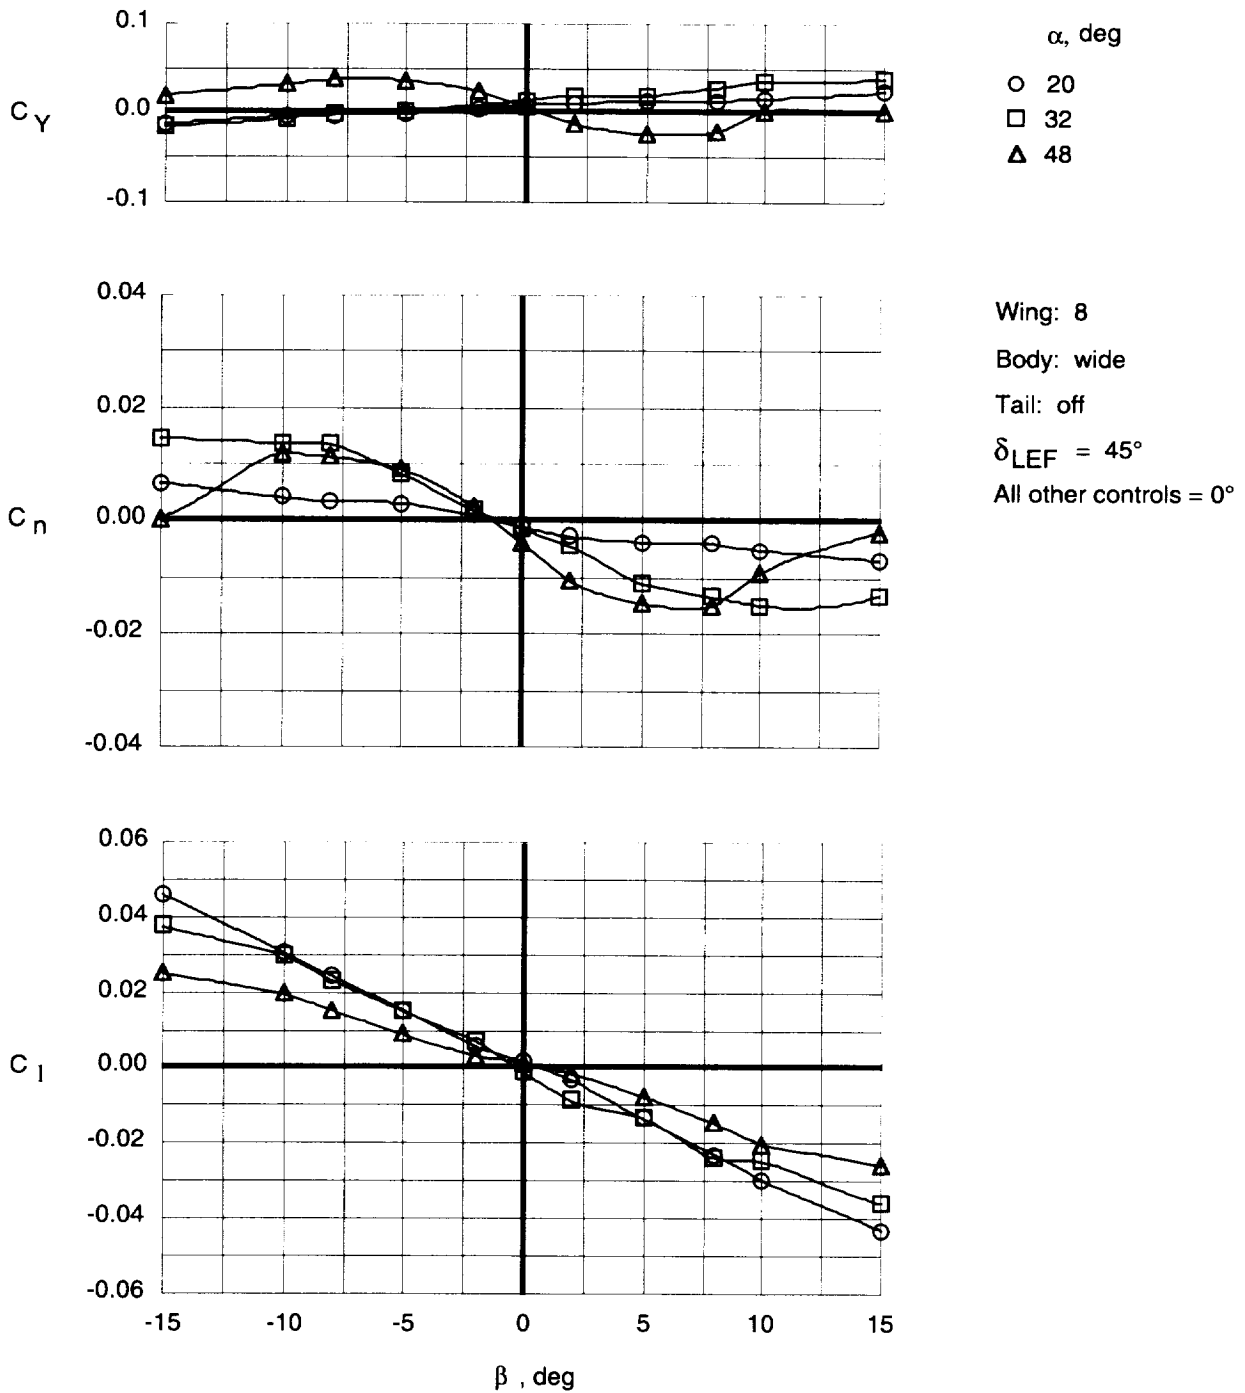 0.1
C Y
0.0
-0.1
α, deg
20
32
48
0.04
0.02
C n
0.00
-0.02
-0.04
Wing: 8
Body: wide
Tail: off
δLEF = 45°
All other controls = 0°
0.06
0.04
0.02
C l
0.00
-0.02
-0.04
-0.06
-15 -10 -5 0 5 10 15
β , deg